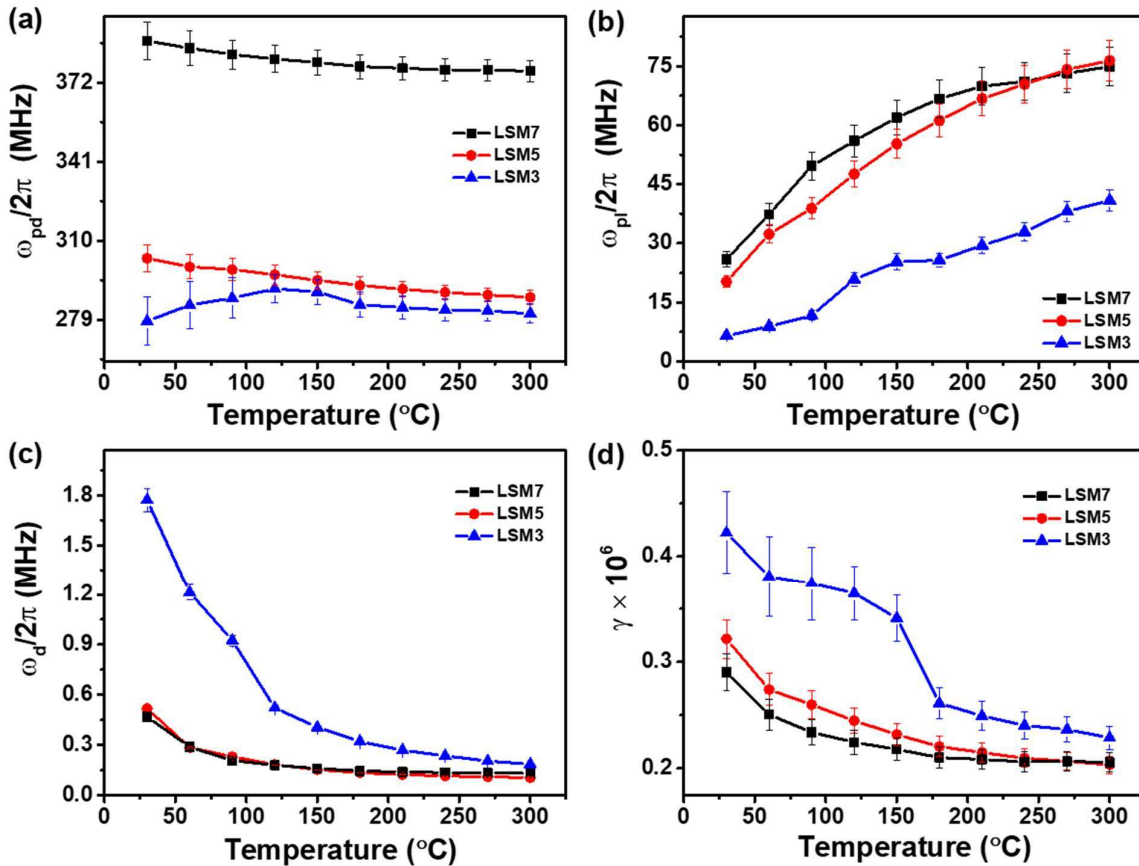 (a)
372
341
310
279
ω_pd/2π (MHz)
LSM7
LSM5
LSM3
0 50 100 150 200 250 300
Temperature (°C)
(b)
75
60
45
30
15
0
ω_pl/2π (MHz)
LSM7
LSM5
LSM3
0 50 100 150 200 250 300
Temperature (°C)
(c)
1.8
1.5
1.2
0.9
0.6
0.3
0.0
ω_d/2π (MHz)
LSM7
LSM5
LSM3
0 50 100 150 200 250 300
Temperature (°C)
(d)
0.5
0.4
0.3
0.2
γ × 10⁶
LSM7
LSM5
LSM3
0 50 100 150 200 250 300
Temperature (°C)